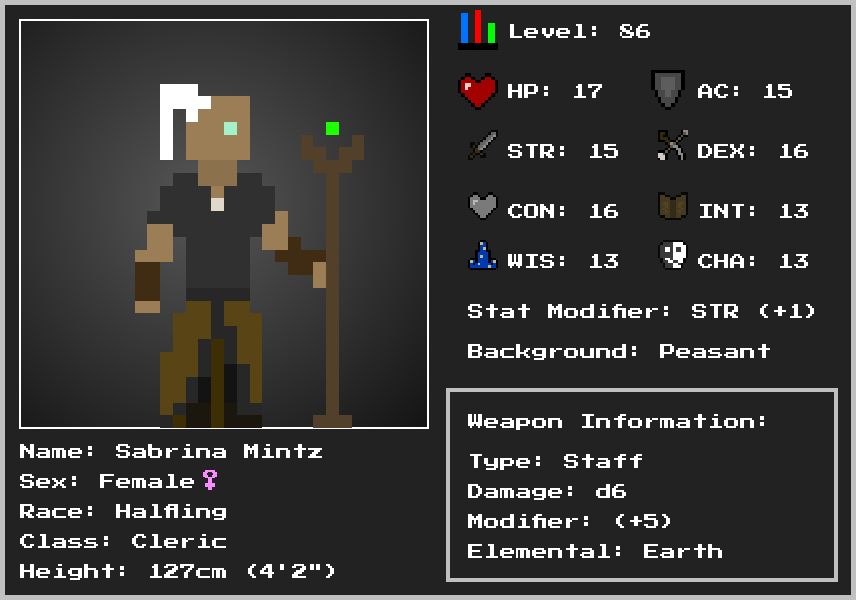 Level: 86
HP: 17 AC: 15
STR: 15 DEX: 16
CON: 16 INT: 13
WIS: 13 CHA: 13
Stat Modifier: STR (+1)
Background: Peasant
Weapon Information:
Type: Staff
Damage: d6
Modifier: (+5)
Elemental: Earth
Name: Sabrina Mintz
Sex: Female♀
Race: Halfling
Class: Cleric
Height: 127cm (4'2")